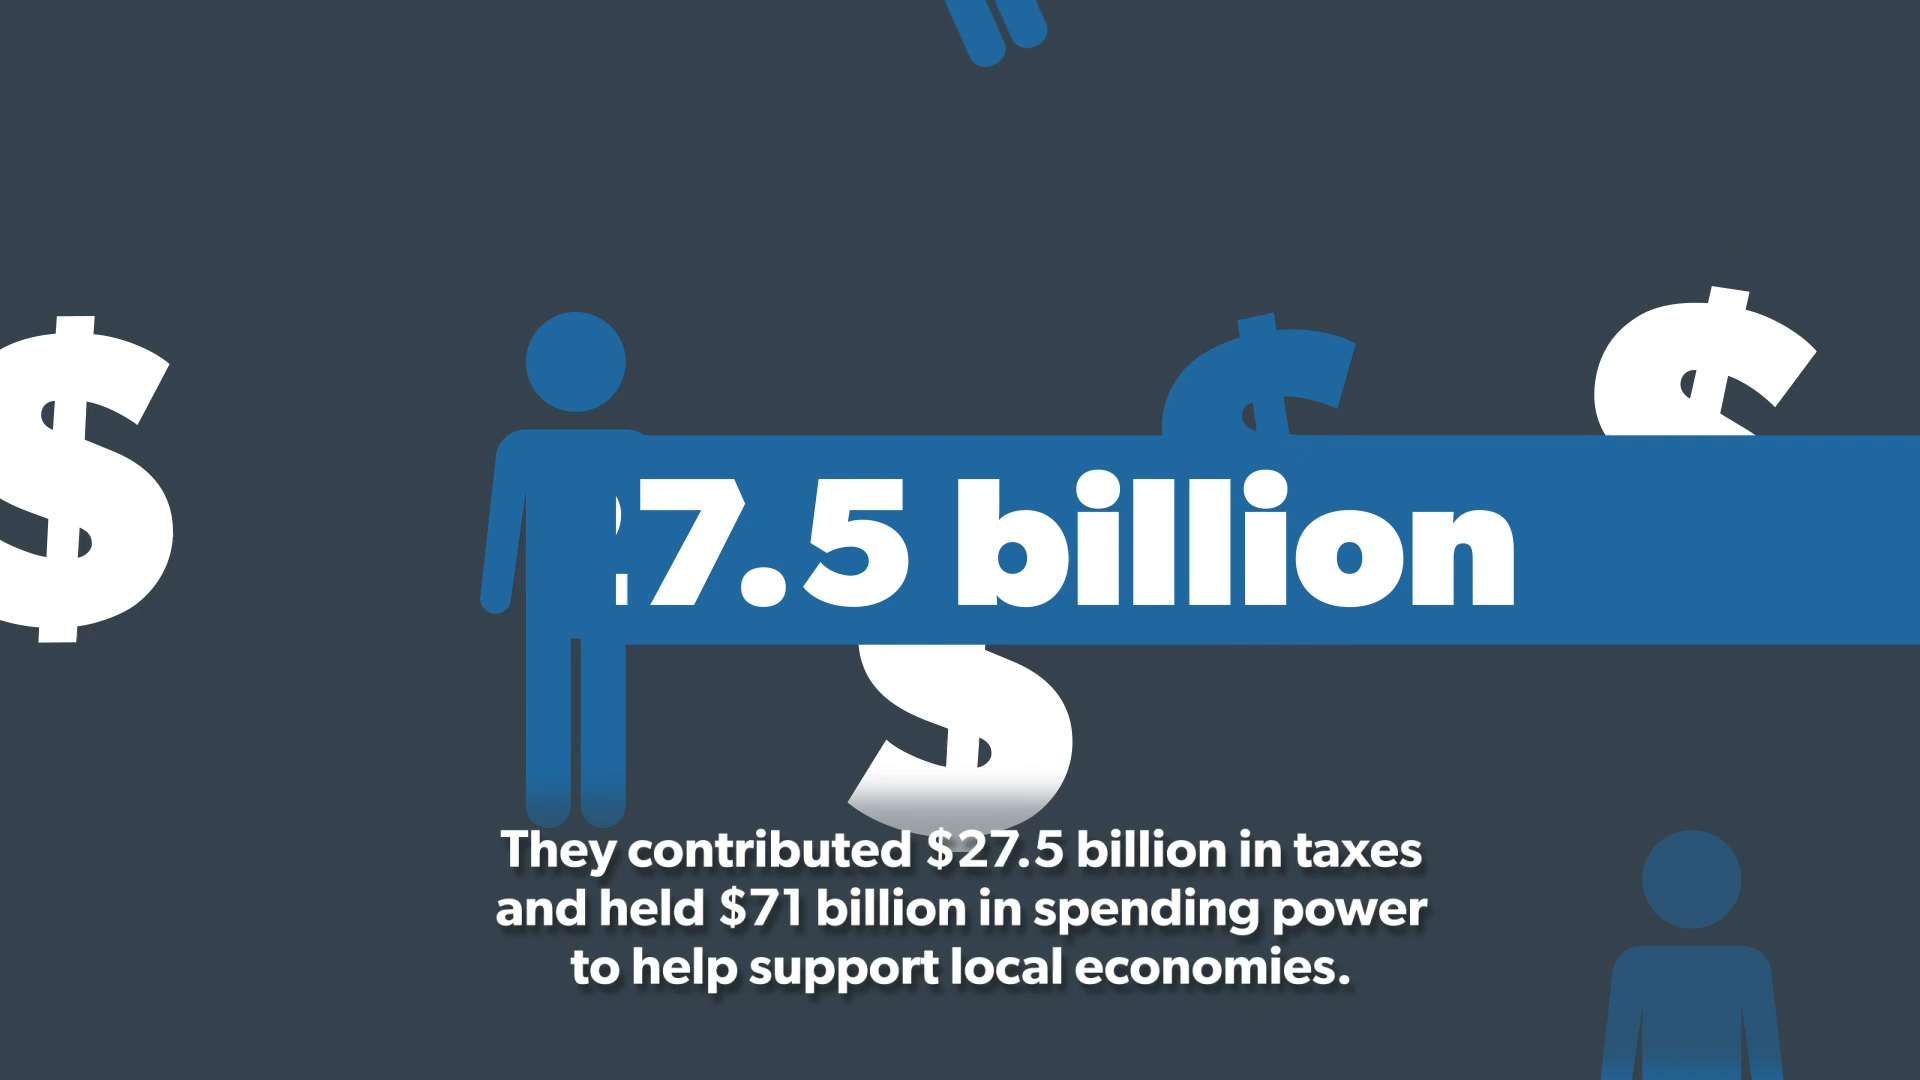 $
$
$
7.5 billion
$
They contributed $27.5 billion in taxes
and held $71 billion in spending power
to help support local economies.